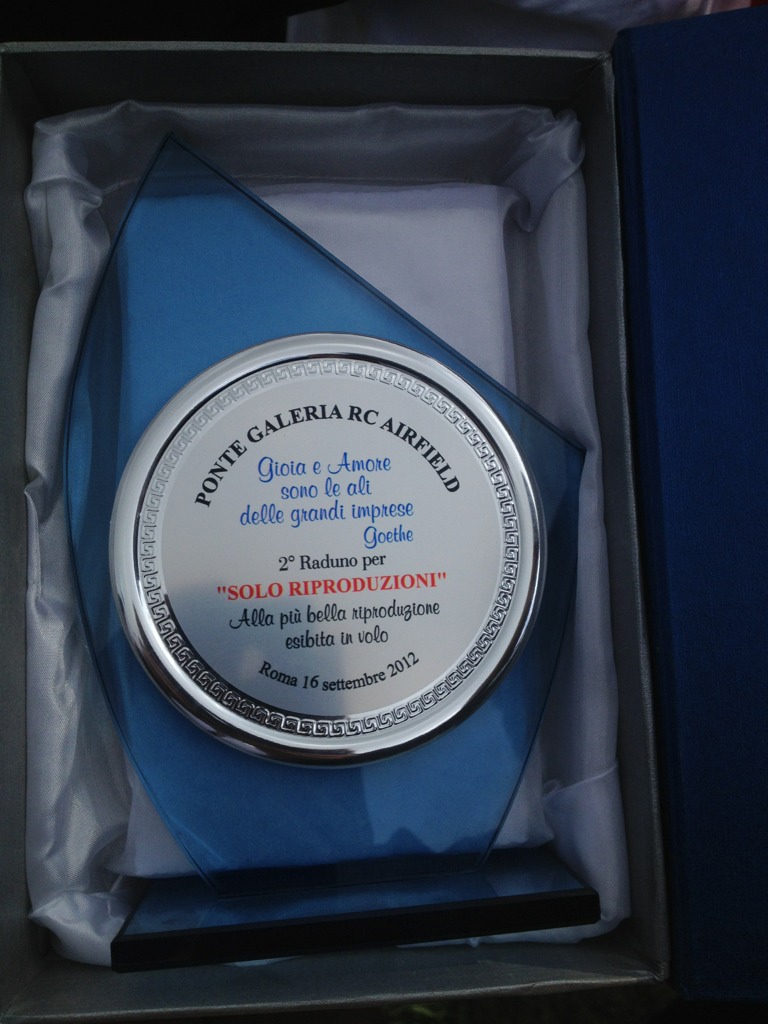 PONTE GALERIA RC AIRFIELD
Gioia e Amore
sono le ali
delle grandi imprese
Goethe
2° Raduno per
"SOLO RIPRODUZIONI"
Alla più bella riproduzione
esibita in volo
Roma 16 settembre 2012